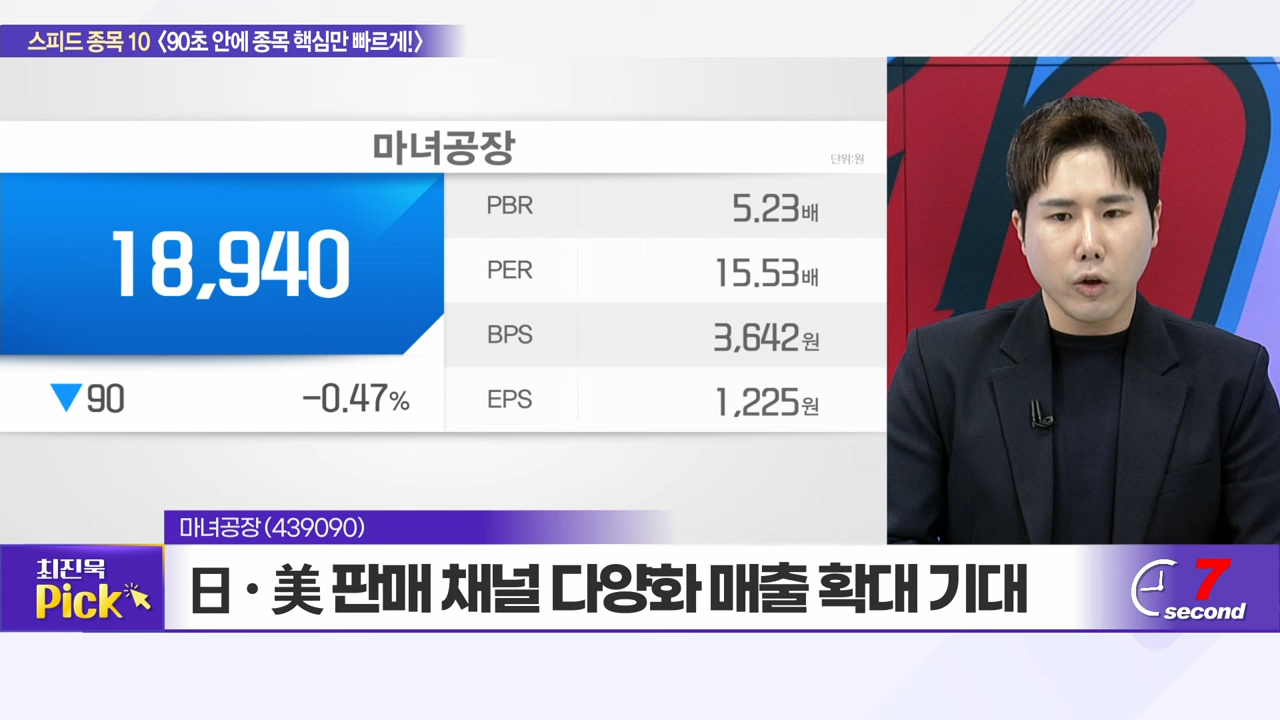 스피드 종목 10 〈90초 안에 종목 핵심만 빠르게!〉
마녀공장
단위:원
18,940
▼90 -0.47%
PBR 5.23배
PER 15.53배
BPS 3,642원
EPS 1,225원
마녀공장(439090)
최진욱
Pick
日·美 판매 채널 다양화 매출 확대 기대
7
second